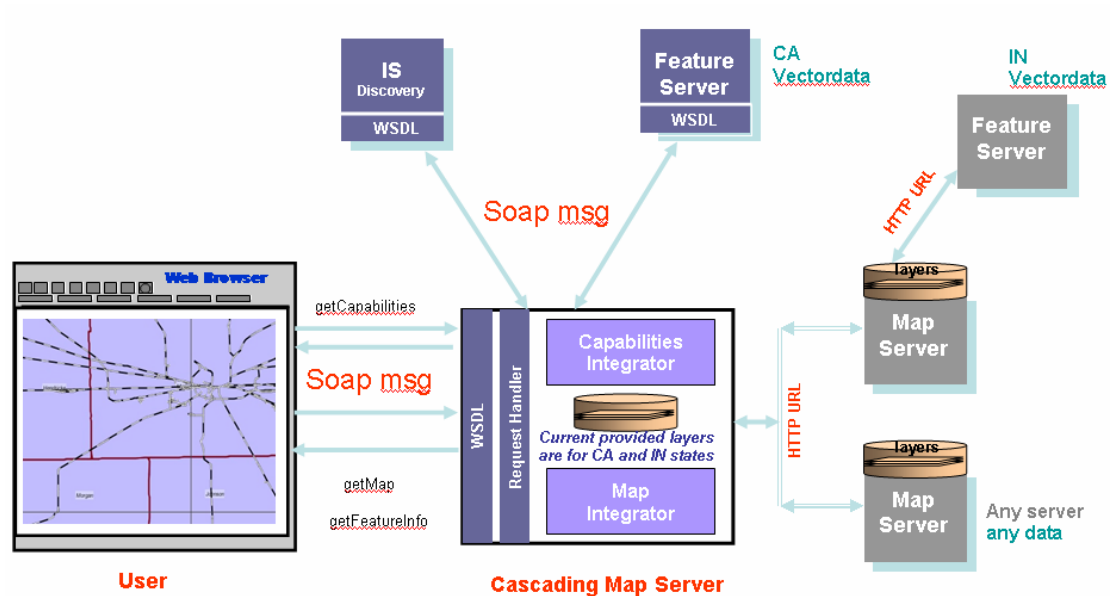 IS
Discovery
WSDL
Feature
Server
WSDL
CA
Vectordata
IN
Vectordata
Feature
Server
HTTP URL
Soap msg
Web Browser
getCapabilities
Soap msg
getMap
getFeatureInfo
User
WSDL
Request Handler
Capabilities
Integrator
Current provided layers
are for CA and IN states
Map
Integrator
Cascading Map Server
HTTP URL
layers
Map
Server
layers
Map
Server
Any server
any data
Morgan